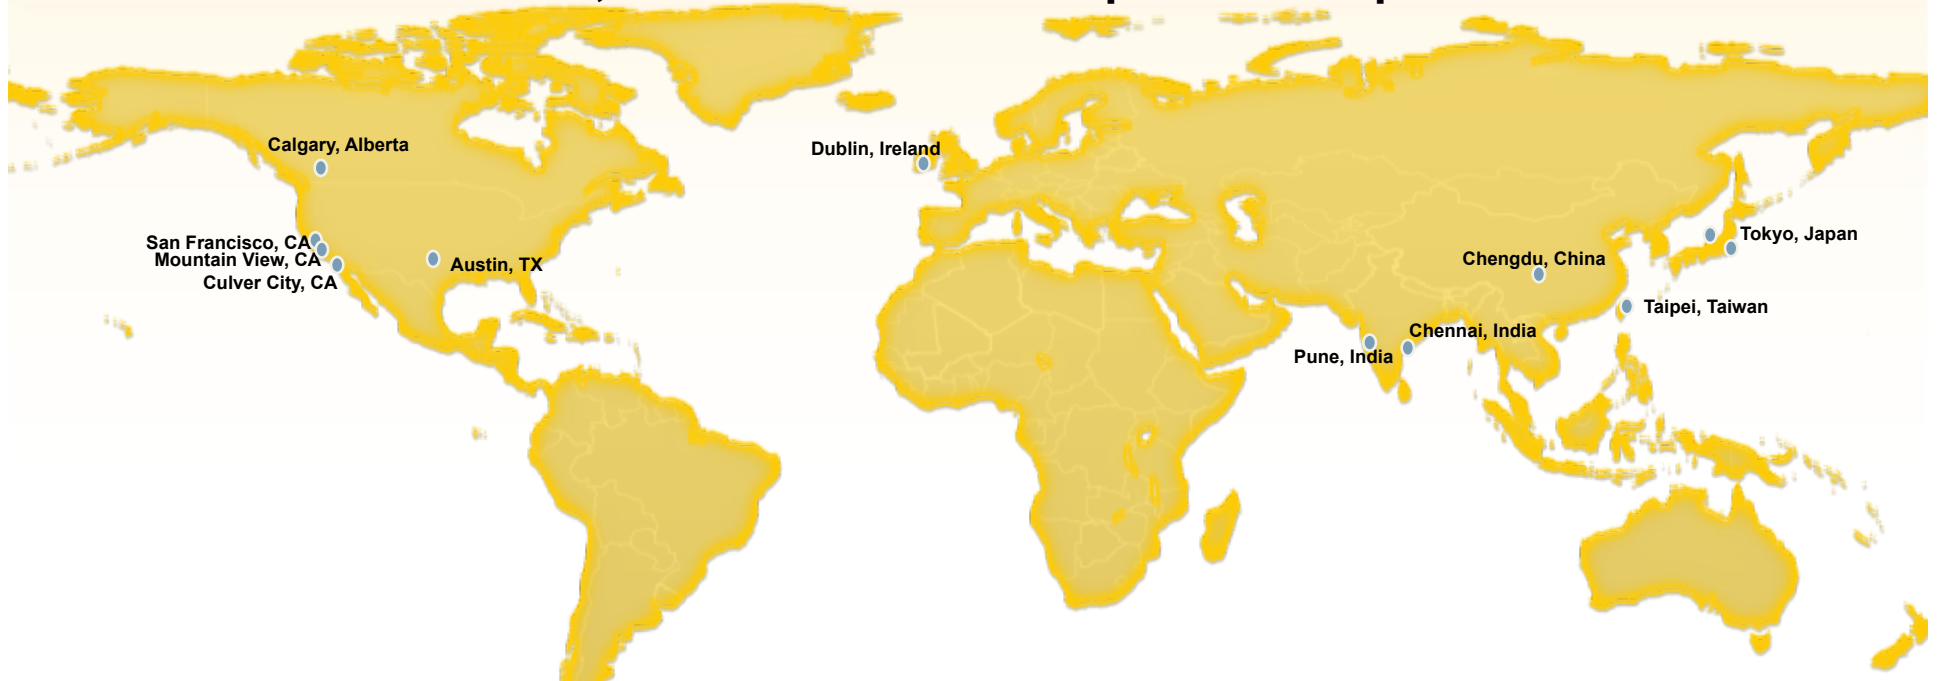 Calgary, Alberta
Dublin, Ireland
San Francisco, CA
Mountain View, CA
Culver City, CA
Austin, TX
Tokyo, Japan
Chengdu, China
Taipei, Taiwan
Chennai, India
Pune, India